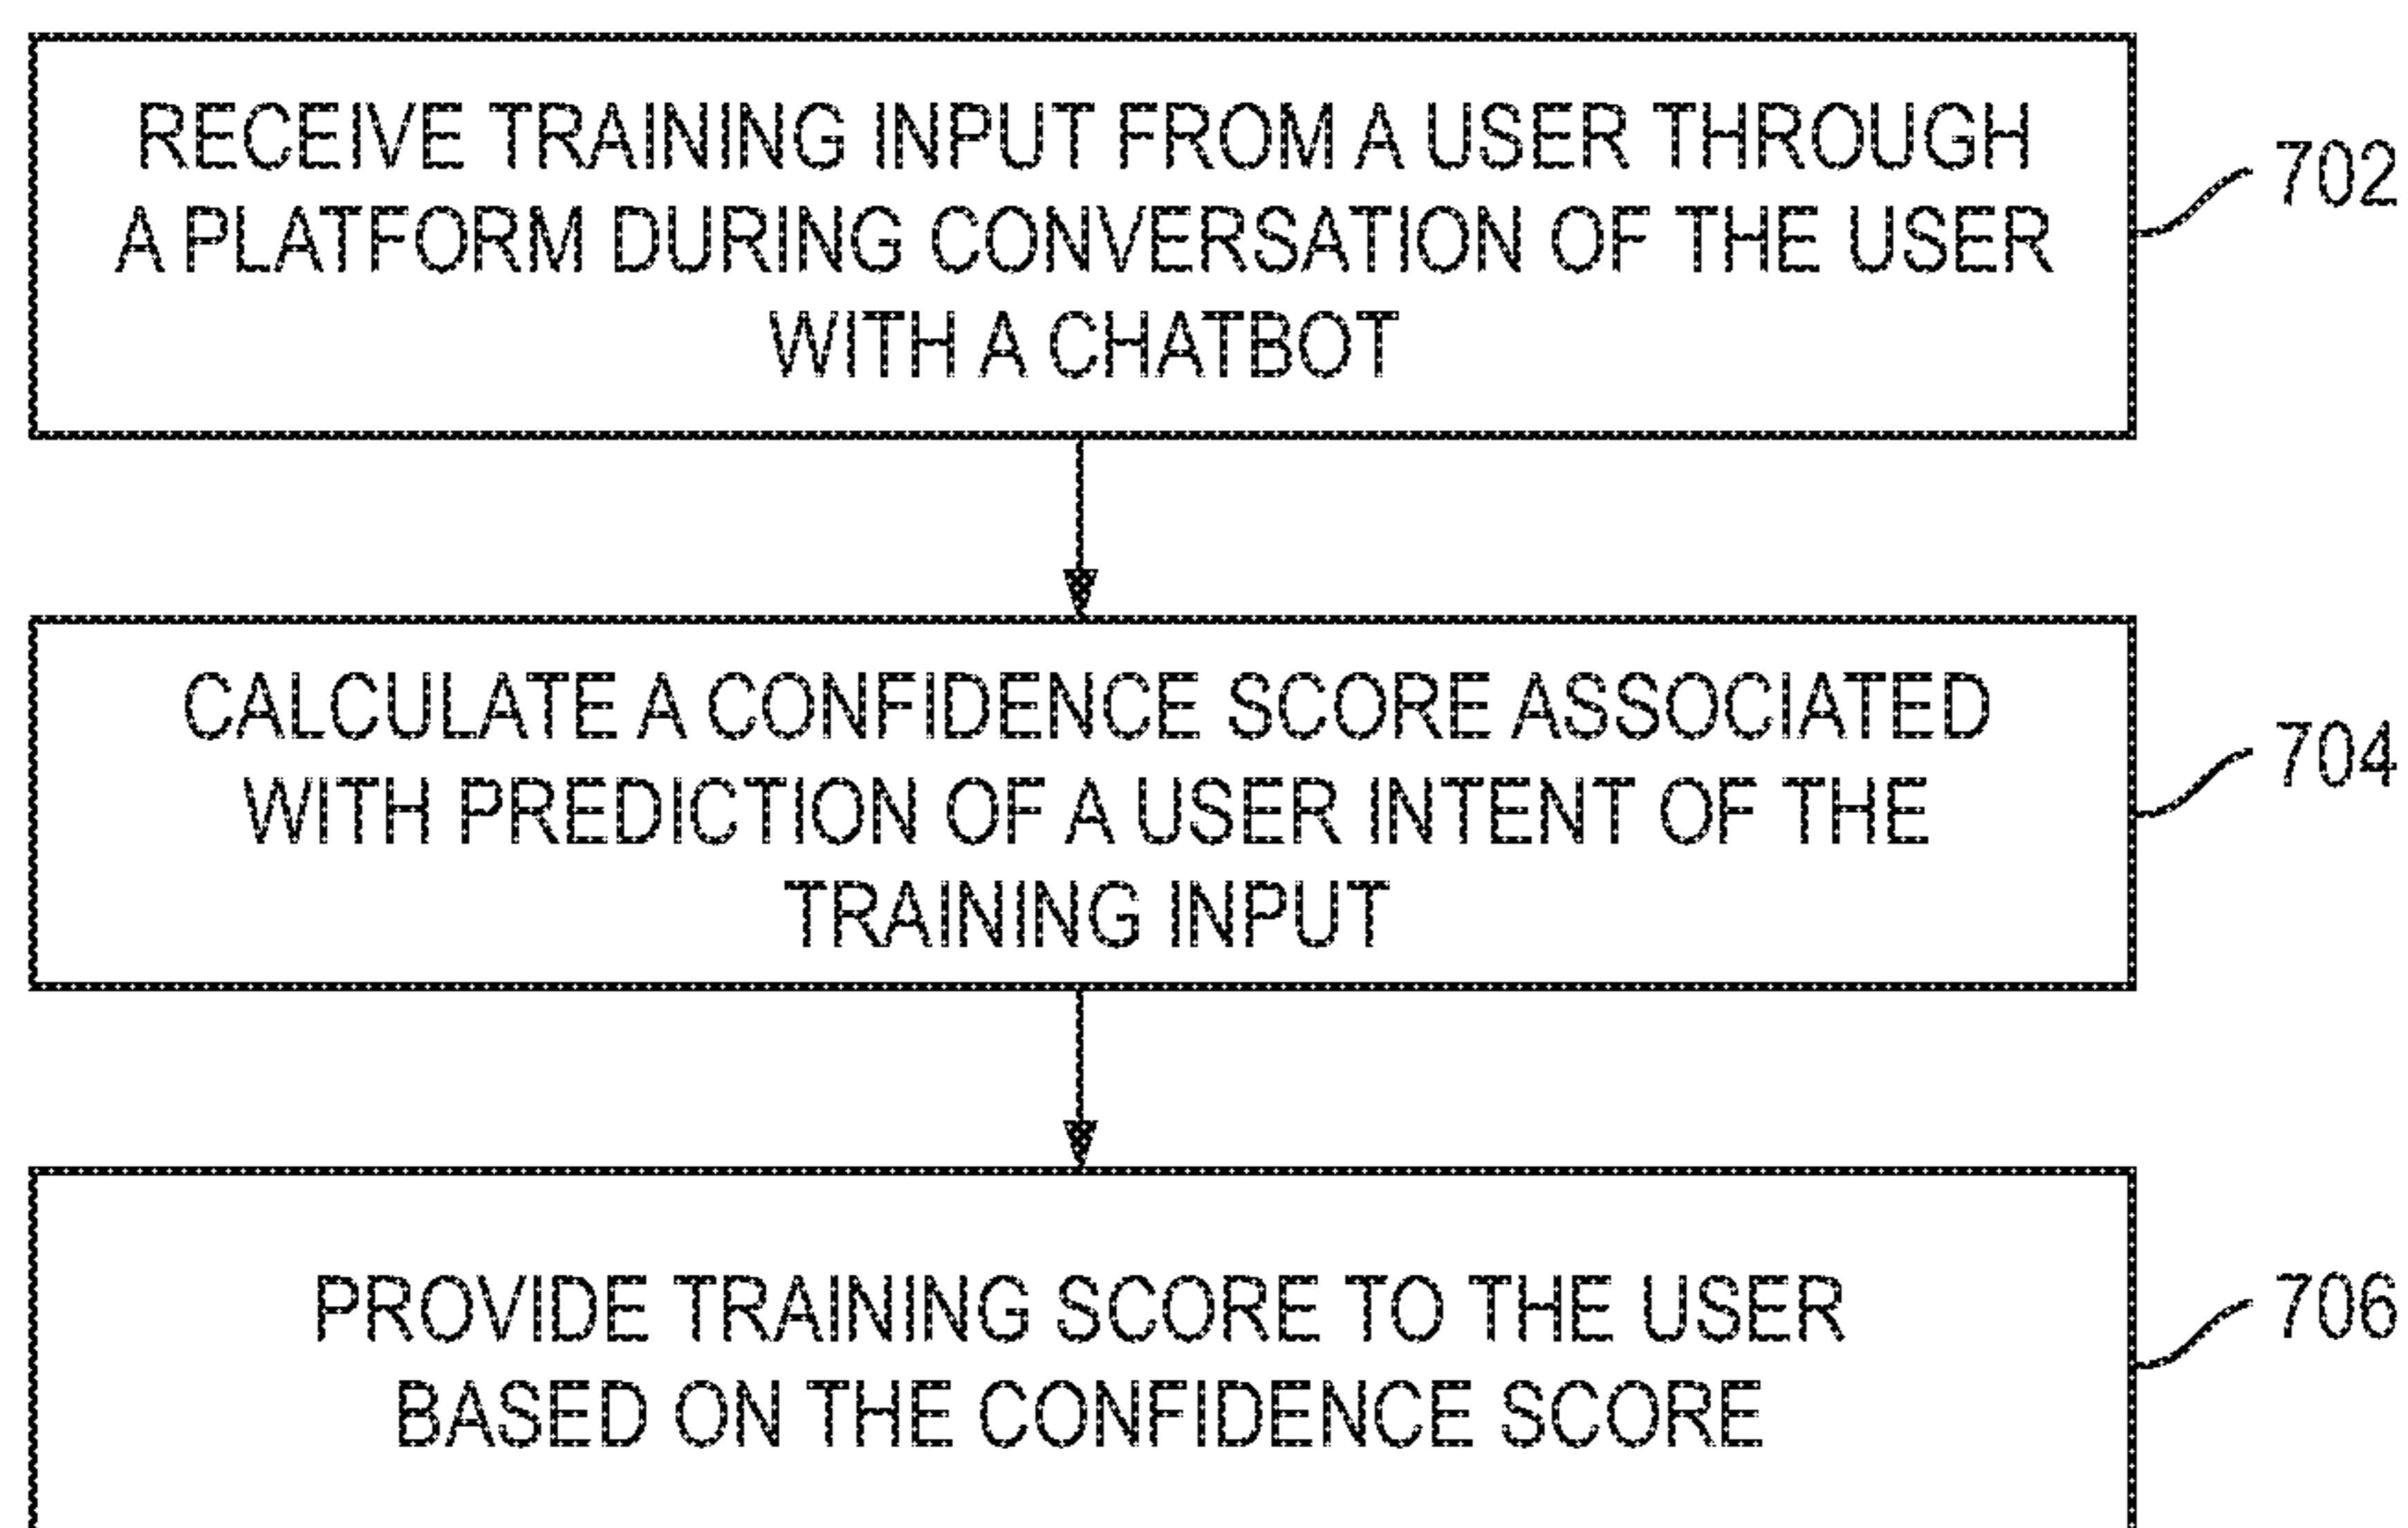 RECEIVE TRAINING INPUT FROM A USER THROUGH
A PLATFORM DURING CONVERSATION OF THE USER
WITH A CHATBOT
702
CALCULATE A CONFIDENCE SCORE ASSOCIATED
WITH PREDICTION OF A USER INTENT OF THE
TRAINING INPUT
704
PROVIDE TRAINING SCORE TO THE USER
BASED ON THE CONFIDENCE SCORE
706